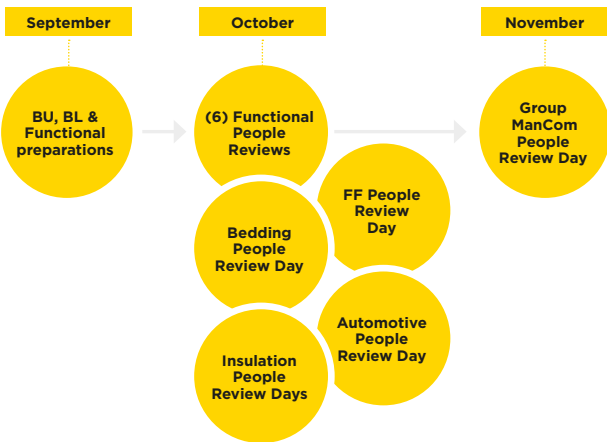 September
October
November
BU, BL &
Functional
preparations
(6) Functional
People
Reviews
Group
ManCom
People
Review Day
FF People
Review
Day
Bedding
People
Review Day
Automotive
People
Review Day
Insulation
People
Review Days